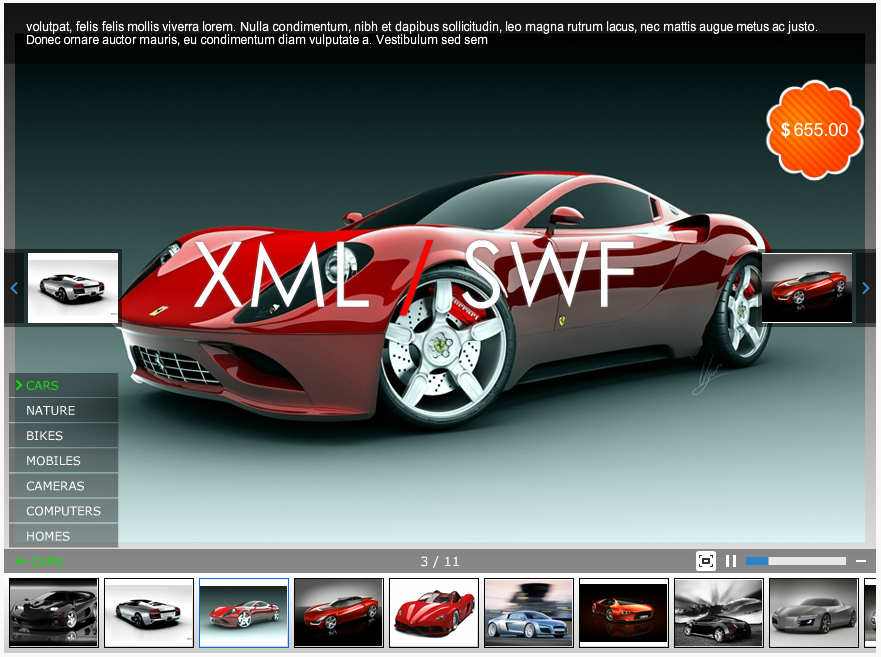 volutpat, felis felis mollis viverra lorem. Nulla condimentum, nibh et dapibus sollicitudin, leo magna rutrum lacus, nec mattis augue metus ac justo.
Donec ornare auctor mauris, eu condimentum diam vulputate a. Vestibulum sed sem
$655.00
XML / SWF
CARS
NATURE
BIKES
MOBILES
CAMERAS
COMPUTERS
HOMES
CARS
3 / 11